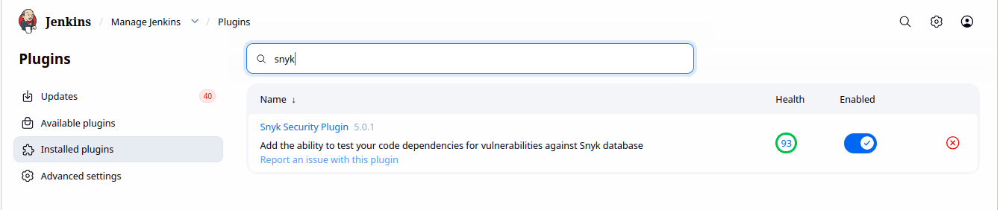 Jenkins / Manage Jenkins / Plugins
Plugins
snyk
Updates 40
Available plugins
Installed plugins
Advanced settings
Name ↓ Health Enabled
Snyk Security Plugin 5.0.1
Add the ability to test your code dependencies for vulnerabilities against Snyk database
Report an issue with this plugin
93